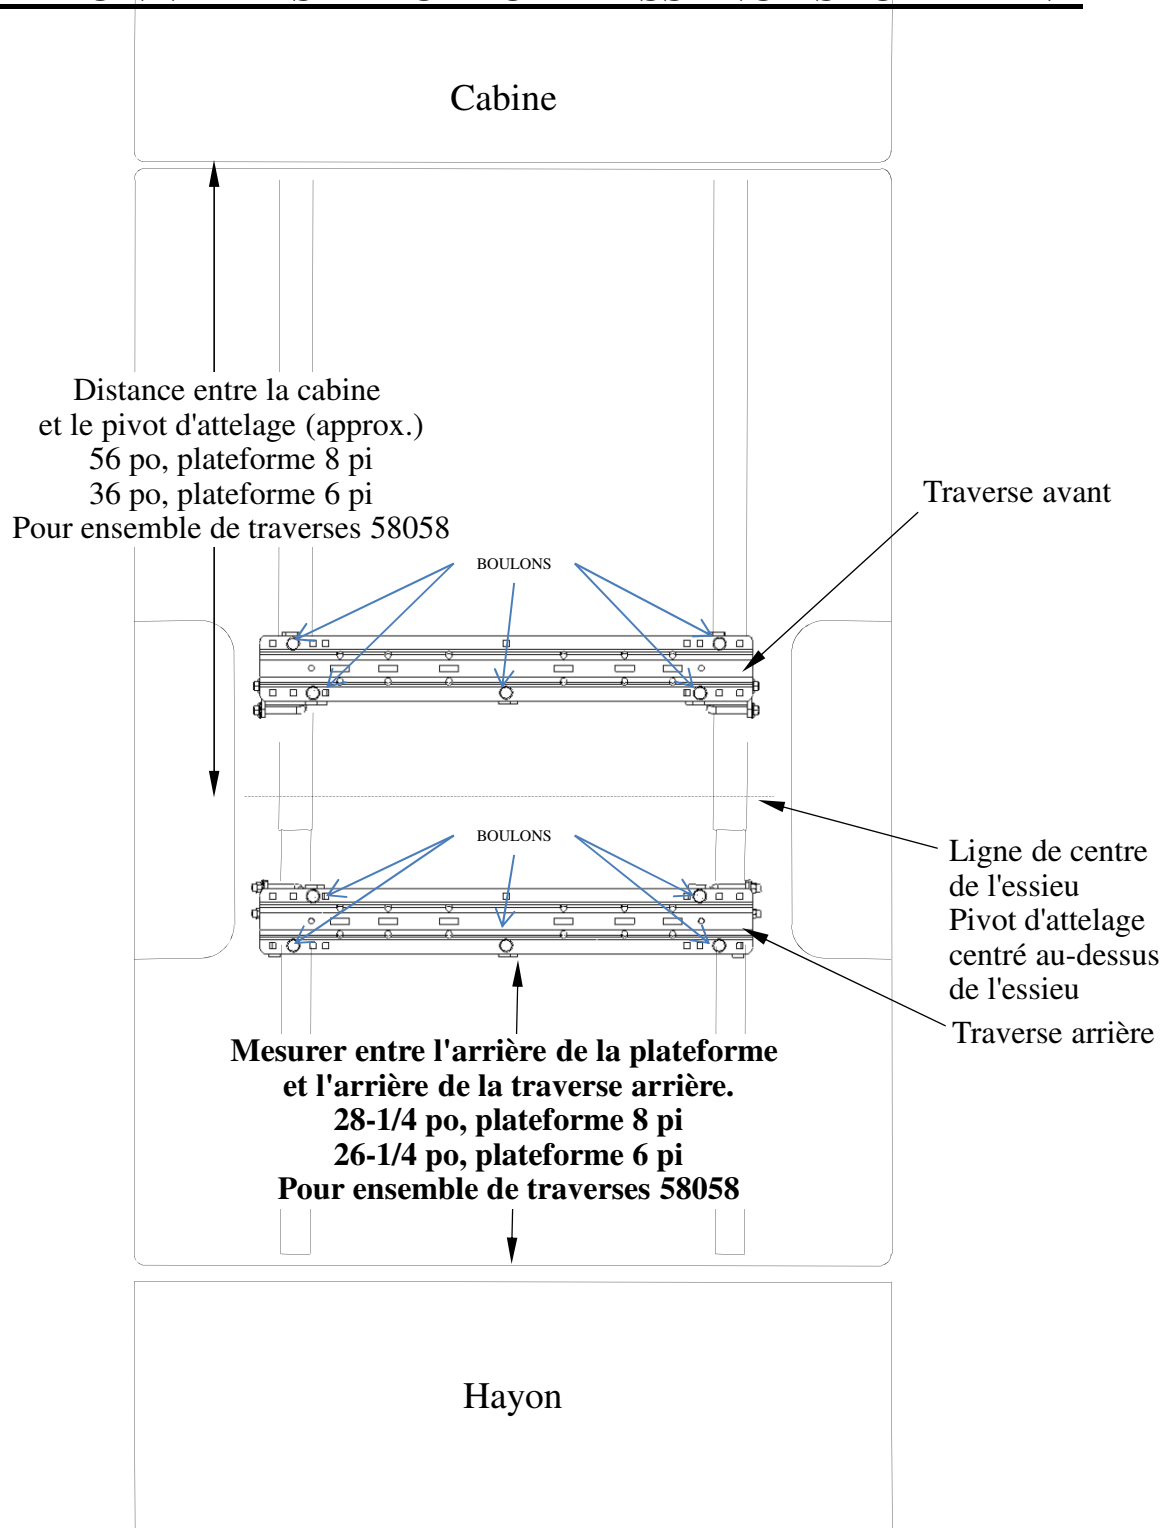 Cabine
Distance entre la cabine
et le pivot d'attelage (approx.)
56 po, plateforme 8 pi
36 po, plateforme 6 pi
Pour ensemble de traverses 58058
Traverse avant
BOULONS
BOULONS
Ligne de centre
de l'essieu
Pivot d'attelage
centré au-dessus
de l'essieu
Traverse arrière
Mesurer entre l'arrière de la plateforme
et l'arrière de la traverse arrière.
28-1/4 po, plateforme 8 pi
26-1/4 po, plateforme 6 pi
Pour ensemble de traverses 58058
Hayon